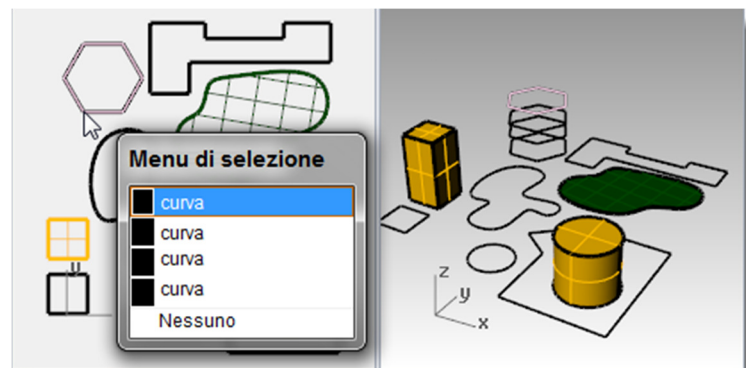 Menu di selezione
curva
curva
curva
curva
Nessuno
y
z
y
x